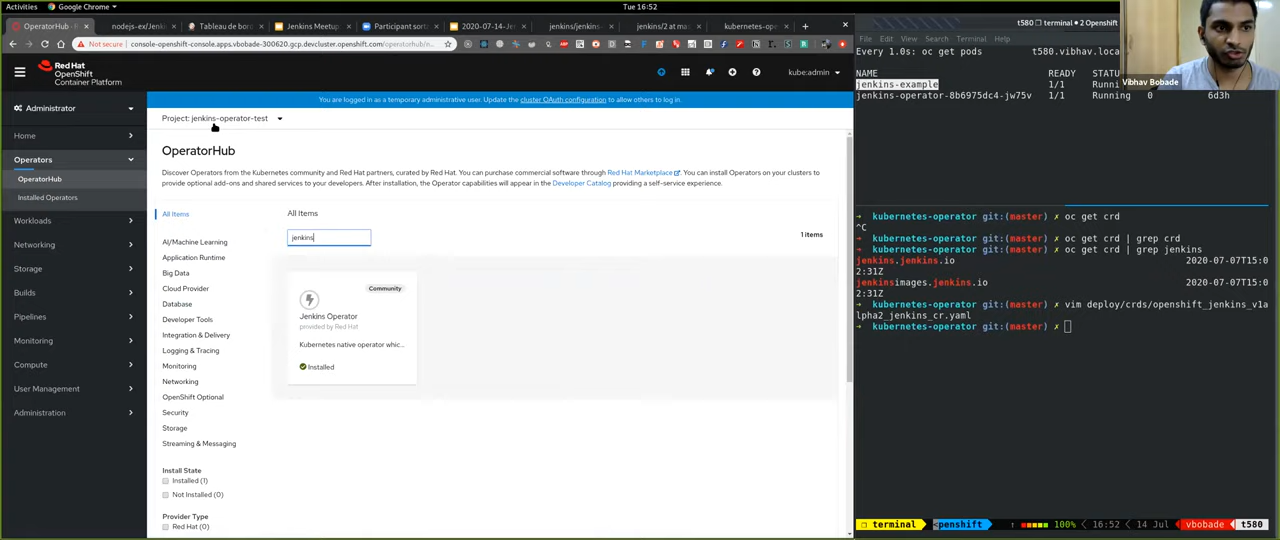 Activities
Google Chrome
Tue 16:52
OperatorHub · R
nodejs-ex/Jenki
Tableau de bor
Jenkins Meetup
Participant sorta
2020-07-14-Jen
jenkins/jenkins-
jenkins/2 at ma
kubernetes-ope
Not secure
console-openshift-console.apps.vbobade-300620.gcp.devcluster.openshift.com/operatorhub/n...
Red Hat
OpenShift
Container Platform
kube:admin
You are logged in as a temporary administrative user. Update the cluster OAuth configuration to allow others to log in.
Administrator
Home
Operators
OperatorHub
Installed Operators
Workloads
Networking
Storage
Builds
Pipelines
Monitoring
Compute
User Management
Administration
Project: jenkins-operator-test
OperatorHub
Discover Operators from the Kubernetes community and Red Hat partners, curated by Red Hat. You can purchase commercial software through Red Hat Marketplace. You can install Operators on your clusters to
provide optional add-ons and shared services to your developers. After installation, the Operator capabilities will appear in the Developer Catalog providing a self-service experience.
All Items
AI/Machine Learning
Application Runtime
Big Data
Cloud Provider
Database
Developer Tools
Integration & Delivery
Logging & Tracing
Monitoring
Networking
OpenShift Optional
Security
Storage
Streaming & Messaging
Install State
Installed (1)
Not Installed (0)
Provider Type
Red Hat (0)
All Items
jenkins
1 items
Community
Jenkins Operator
provided by Red Hat
Kubernetes native operator whic...
Installed
t580 terminal • 2 Openshift
File Edit View Search Terminal Help
Every 1.0s: oc get pods
t580.vibhav.loca
NAME READY STATU
jenkins-example 1/1 Runni
jenkins-operator-8b6975dc4-jw75v 1/1 Runni 0 6d3h
Vibhav Bobade
→ kubernetes-operator git:(master) ✗ oc get crd
^C
→ kubernetes-operator git:(master) ✗ oc get crd | grep crd
→ kubernetes-operator git:(master) ✗ oc get crd | grep jenkins
jenkins.jenkins.io 2020-07-07T15:0
2:31Z
jenkinsimages.jenkins.io 2020-07-07T15:0
2:31Z
→ kubernetes-operator git:(master) ✗ vim deploy/crds/openshift_jenkins_v1a
lpha2_jenkins_cr.yaml
→ kubernetes-operator git:(master) ✗
❐ terminal <penshift ↑ 100% 16:52 14 Jul vbobade t580